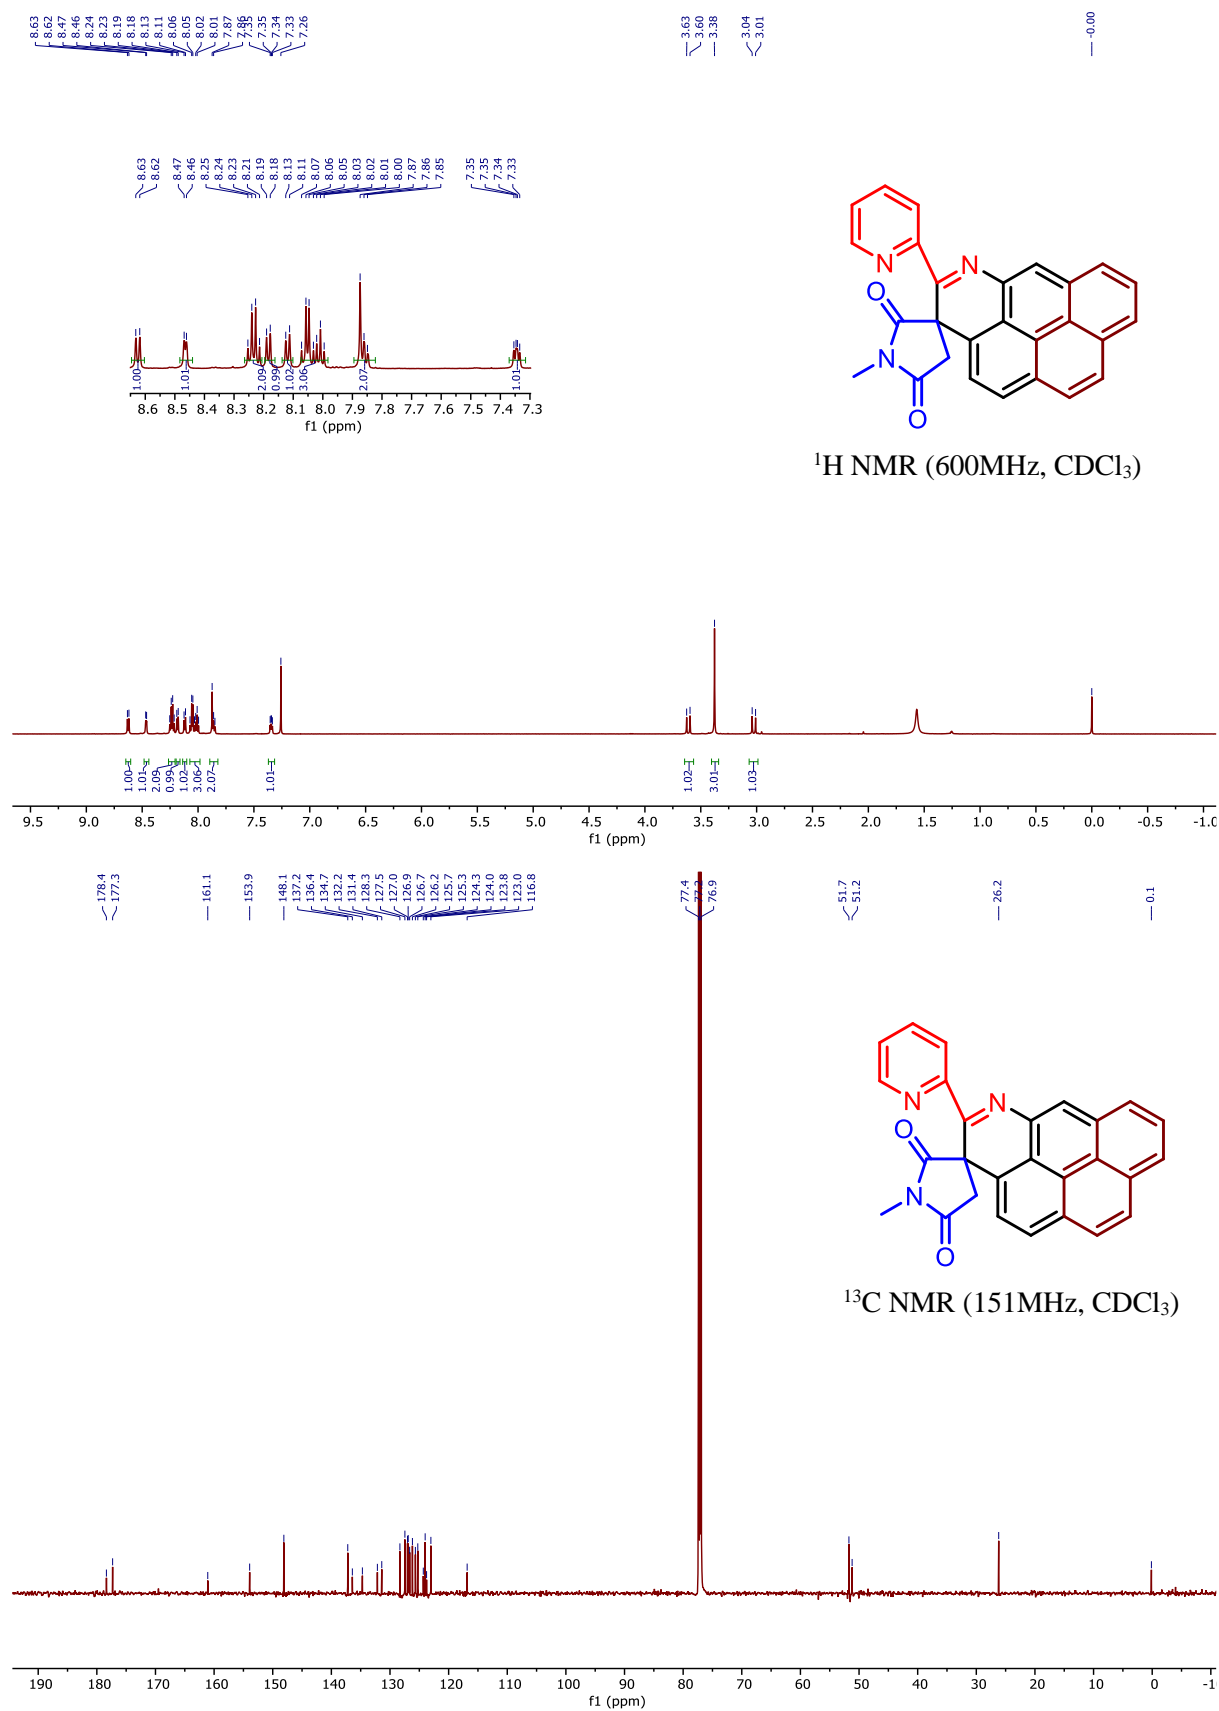 8.63 8.62 8.47 8.46 8.24 8.23 8.19 8.18 8.13 8.11 8.06 8.05 8.02 8.01 7.87 7.86 7.35 7.35 7.34 7.33 7.26
3.63 3.60 3.38 3.04 3.01
-0.00
8.63 8.62 8.47 8.46 8.25 8.24 8.23 8.21 8.19 8.18 8.13 8.11 8.07 8.06 8.05 8.03 8.02 8.01 8.00 7.87 7.86 7.85 7.35 7.35 7.34 7.33
1.00 1.01 2.09 0.99 1.02 3.06 2.07 1.01
8.6 8.5 8.4 8.3 8.2 8.1 8.0 7.9 7.8 7.7 7.6 7.5 7.4 7.3
f1 (ppm)
N
N
O
N
O
¹H NMR (600MHz, CDCl₃)
1.00 1.01 2.09 0.99 1.02 3.06 2.07 1.01 1.02 3.01 1.03
9.5 9.0 8.5 8.0 7.5 7.0 6.5 6.0 5.5 5.0 4.5 4.0 3.5 3.0 2.5 2.0 1.5 1.0 0.5 0.0 -0.5 -1.0
f1 (ppm)
178.4 177.3 161.1 153.9 148.1 137.2 136.4 134.7 132.2 131.4 128.3 127.5 127.0 126.9 126.7 126.2 125.7 125.3 124.3 124.0 123.8 123.0 116.8
77.4 77.2 76.9
51.7 51.2 26.2 0.1
N
N
O
N
O
¹³C NMR (151MHz, CDCl₃)
190 180 170 160 150 140 130 120 110 100 90 80 70 60 50 40 30 20 10 0
f1 (ppm)